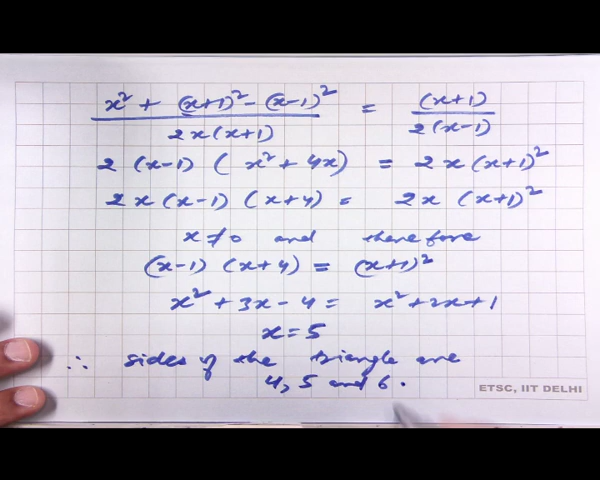 x² + (x+1)² - (x-1)² / 2x(x+1) = (x+1) / 2(x-1)
2 (x-1) (x² + 4x) = 2x(x+1)²
2x(x-1) (x+4) = 2x (x+1)²
x ≠ 0 and therefore
(x-1) (x+4) = (x+1)²
x² + 3x - 4 = x² + 2x + 1
x = 5
∴ sides of the triangle are
4, 5 and 6.
ETSC, IIT DELHI